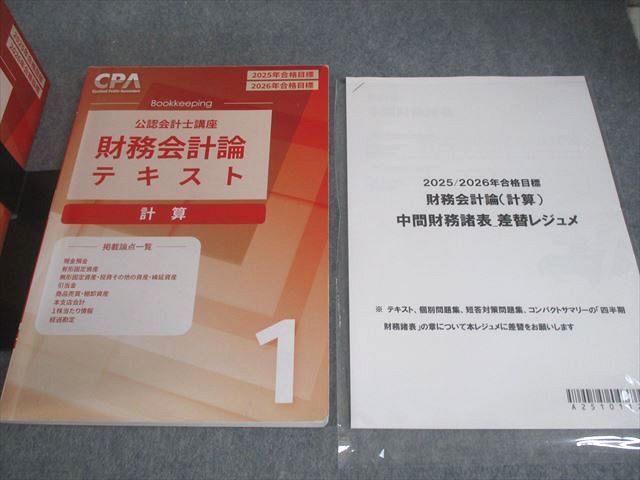 CPA
2025年合格目標
2026年合格目標
Bookkeeping
公認会計士講座
財務会計論
テキスト
計算
掲載論点一覧
現金預金
有形固定資産
無形固定資産・投資その他の資産・繰延資産
引当金
商品売買・棚卸資産
本支店会計
1株当たり情報
経過勘定
1
2025/2026年合格目標
財務会計論(計算)
中間財務諸表 差替レジュメ
※ テキスト、個別問題集、短答対策問題集、コンパクトサマリーの「四半期
財務諸表」の章について本レジュメに差替をお願いします